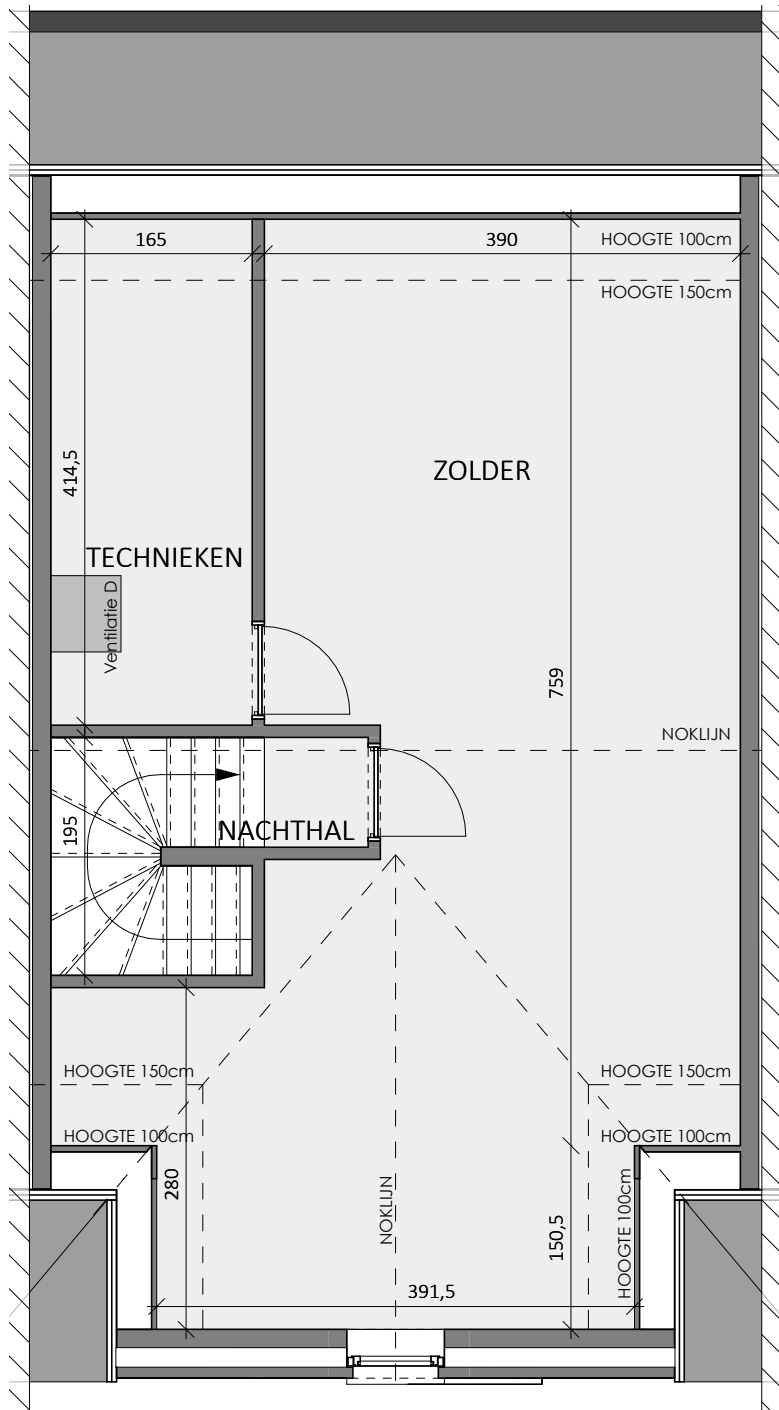 165
390
HOOGTE 100cm
HOOGTE 150cm
414,5
ZOLDER
TECHNIEKEN
Ventilatie D
759
NOKLIJN
195
NACHTHAL
HOOGTE 150cm
HOOGTE 150cm
HOOGTE 100cm
HOOGTE 100cm
280
NOKLIJN
150,5
HOOGTE 100cm
391,5